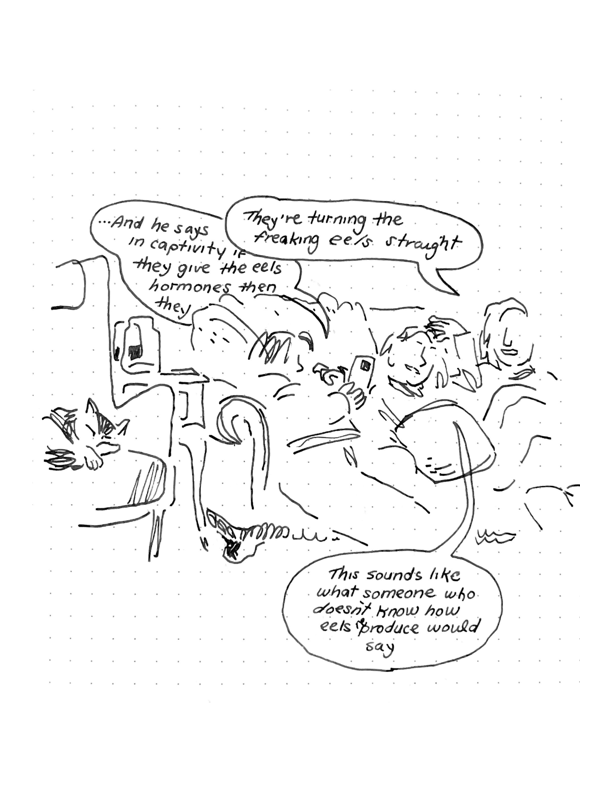 ...And he says
in captivity if
they give the eels
hormones then
they
They're turning the
freaking eels straight
This sounds like
what someone who
doesn't know how
eels reproduce would
say